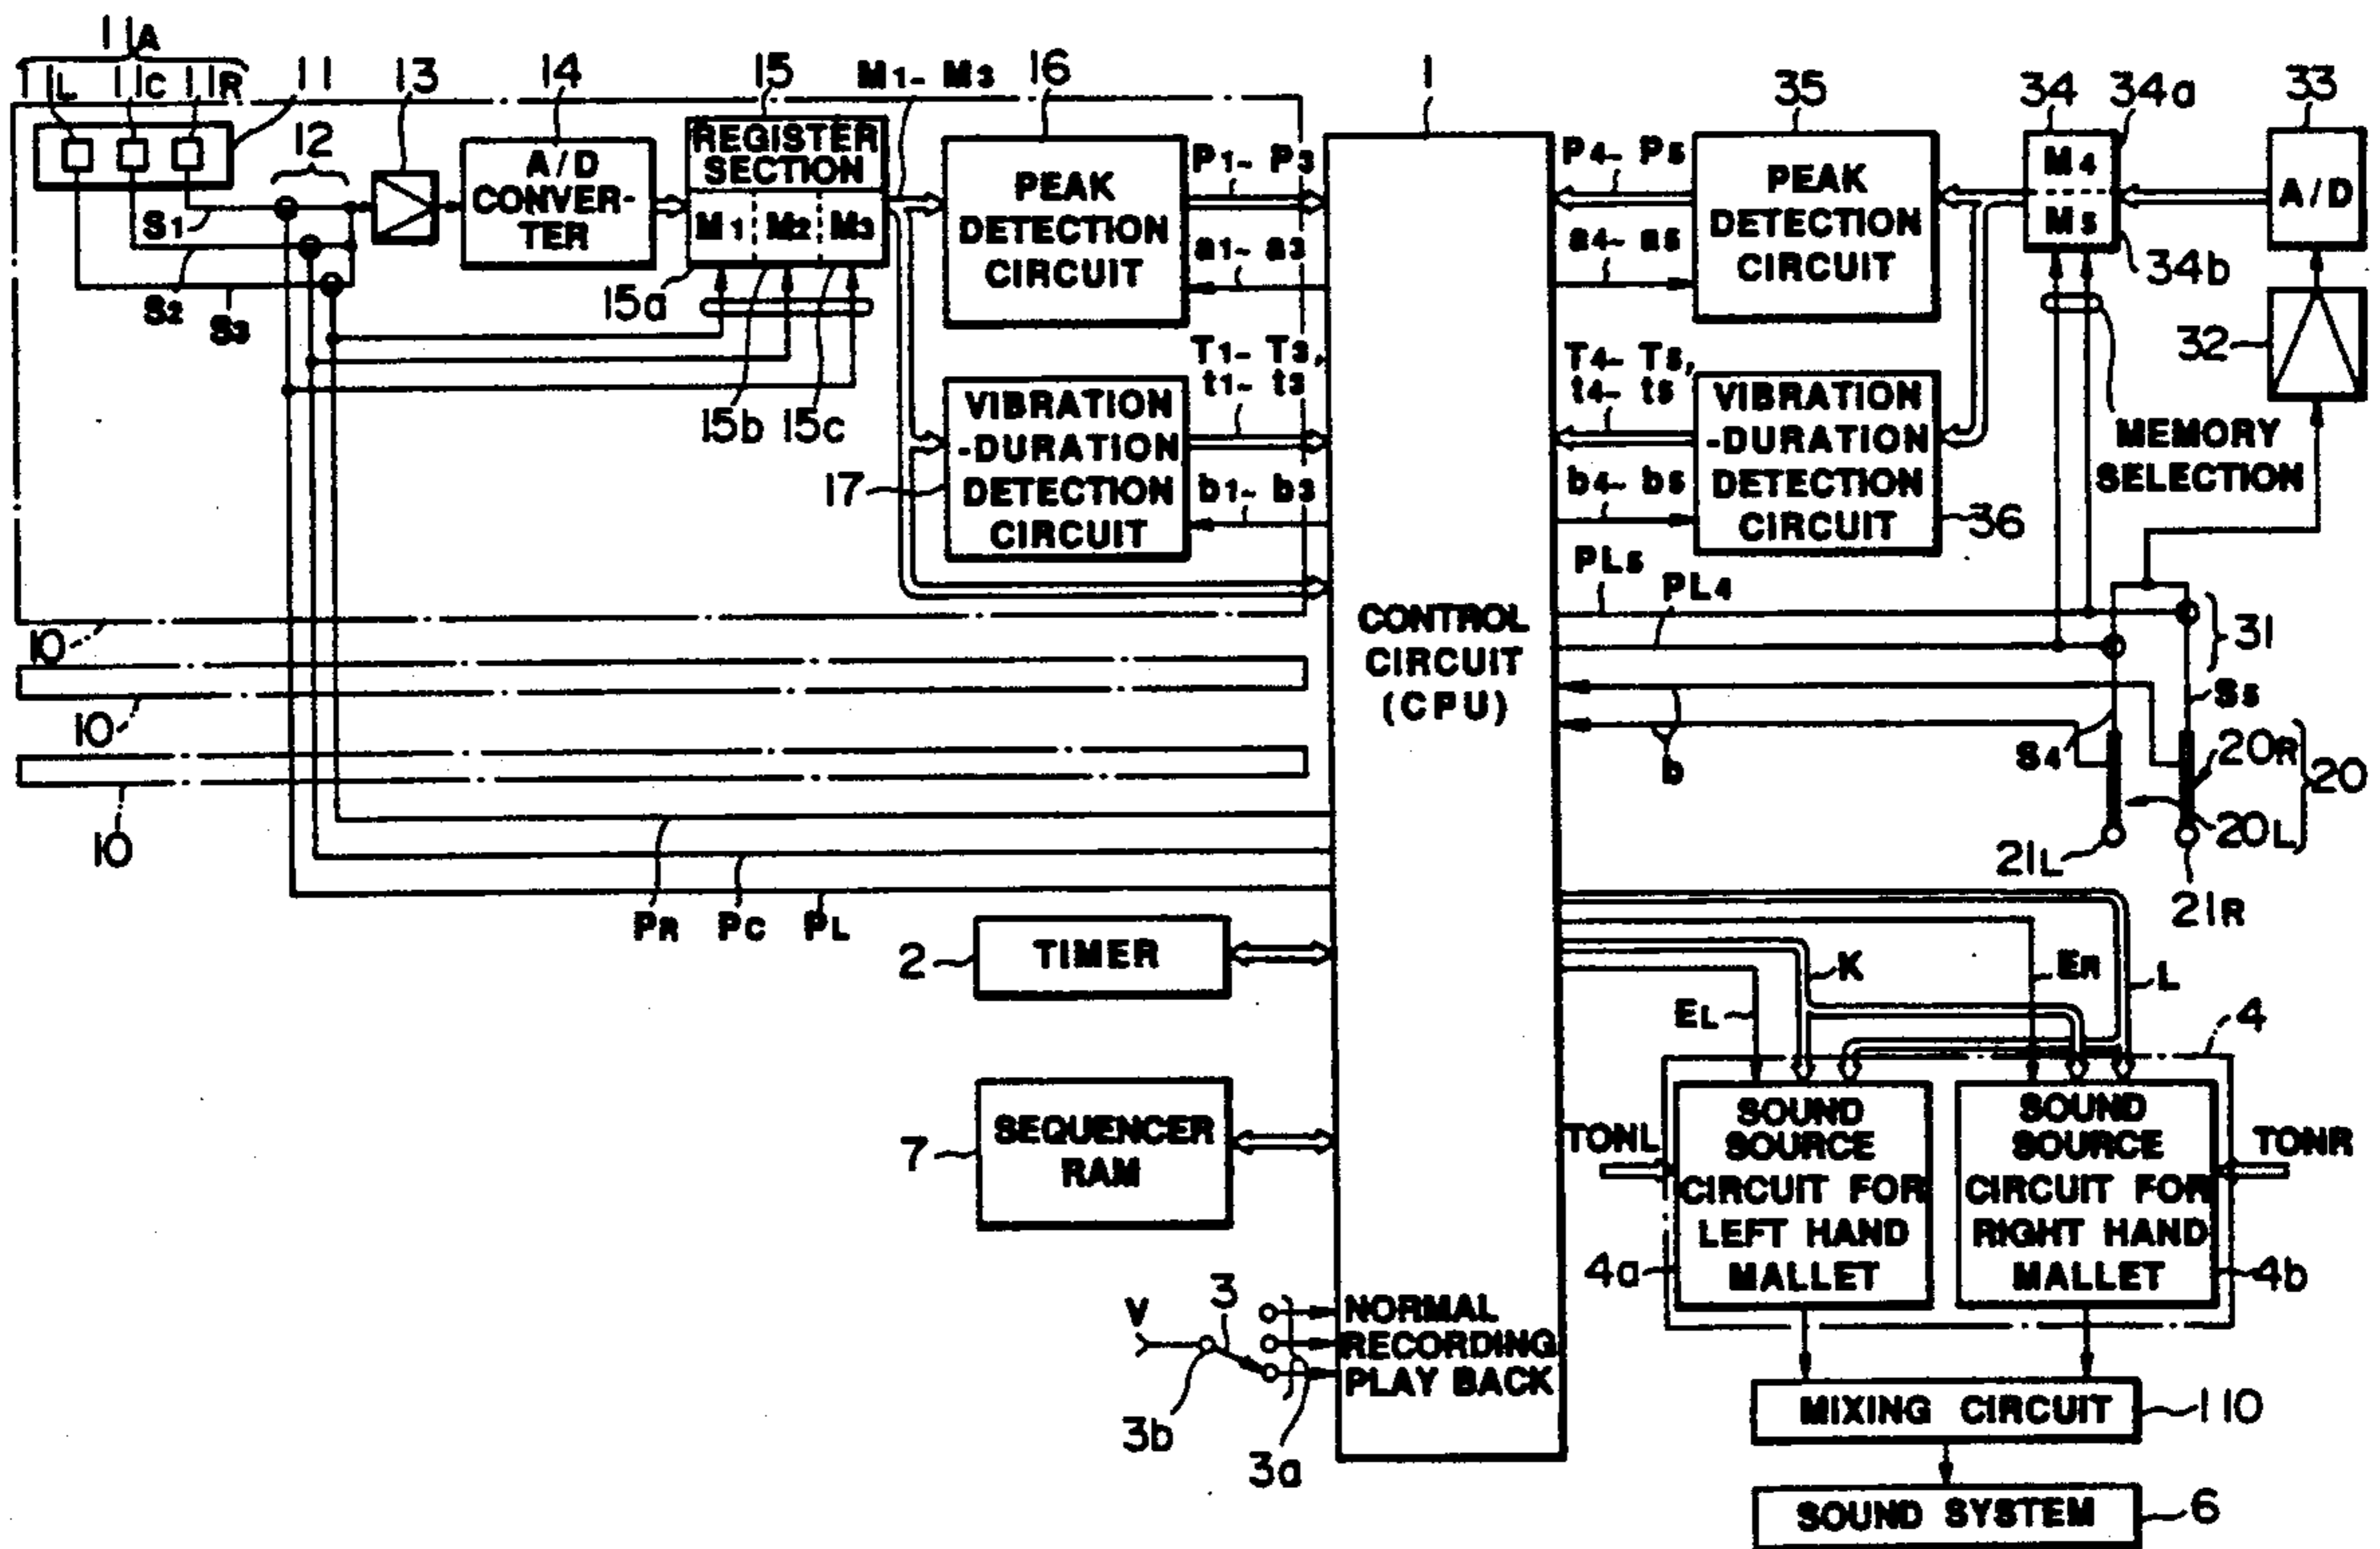 11A
11L 11C 11R 11
12
13
14
A/D
CONVER-
TER
15
REGISTER
SECTION
M1 M2 M3
15a
15b
15c
M1- M3
16
PEAK
DETECTION
CIRCUIT
P1- P3
a1- a3
17
VIBRATION
-DURATION
DETECTION
CIRCUIT
T1- T3,
t1- t3
b1- b3
S1
S2
S3
10
10
10
PR PC PL
1
CONTROL
CIRCUIT
(CPU)
2
TIMER
7
SEQUENCER
RAM
V
3
3b
3a
NORMAL
RECORDING
PLAY BACK
35
PEAK
DETECTION
CIRCUIT
P4- P5
a4- a5
T4- T5,
t4- t5
b4- b5
VIBRATION
-DURATION
DETECTION
CIRCUIT
36
34
34a
M4
M5
34b
33
A/D
32
MEMORY
SELECTION
PL5
PL4
31
S5
S4
b
20R
20L
20
21L
21R
K
ER
L
EL
4
TONL
SOUND
SOURCE
CIRCUIT FOR
LEFT HAND
MALLET
4a
SOUND
SOURCE
CIRCUIT FOR
RIGHT HAND
MALLET
4b
TONR
MIXING CIRCUIT
110
SOUND SYSTEM
6